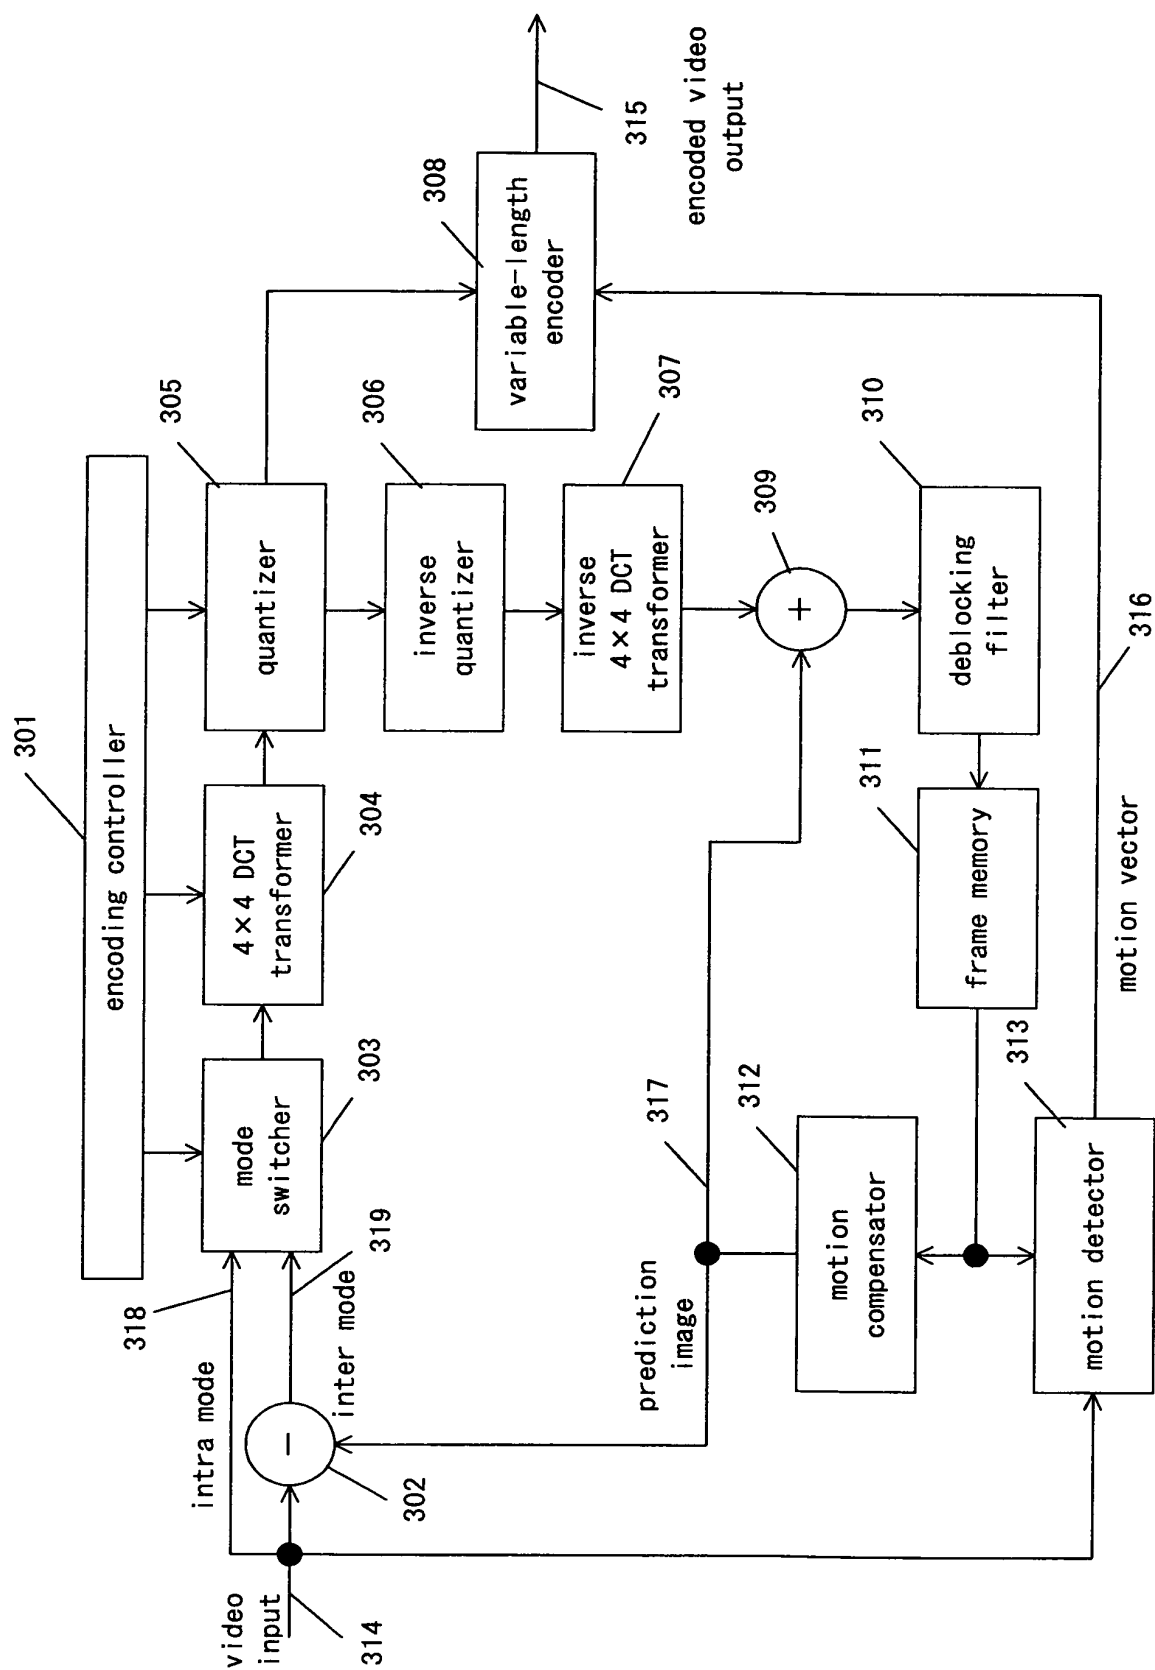 301
encoding controller
318
intra mode
video
input
314
302
−
inter mode
319
mode
switcher
303
4×4 DCT
transformer
304
305
quantizer
306
inverse
quantizer
inverse
4×4 DCT
transformer
307
308
variable-length
encoder
315
encoded video
output
309
+
310
deblocking
filter
311
frame memory
317
prediction
image
312
motion
compensator
313
motion detector
motion vector
316